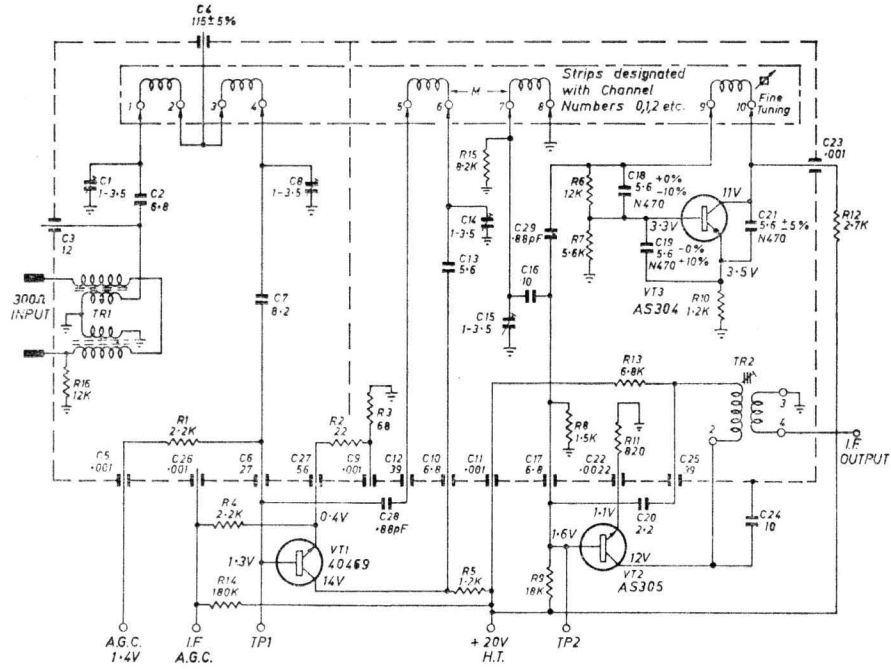 C4
115±5%
1
2
3
4
5
6
M
7
8
Strips designated
with Channel
Numbers 0,1,2 etc.
9
10
Fine
Tuning
C1
1-3·5
C2
6·8
C8
1-3·5
R15
8·2K
C23
·001
C3
12
R6
12K
C18
5·6
N470
+0%
-10%
11V
C14
1-3·5
C29
·88pF
3·3V
C21
5·6 ±5%
N470
R12
2·7K
R7
5·6K
C19
5·6
N470
-0%
+10%
C13
5·6
C16
10
3·5V
VT3
AS304
R10
1·2K
300Ω
INPUT
TR1
C7
8·2
C15
1-3·5
R16
12K
R13
6·8K
TR2
3
4
2
I.F
OUTPUT
R1
2·2K
R2
22
R3
68
R8
1·5K
R11
820
C5
·001
C26
·001
C6
27
C27
56
C9
·001
C12
39
C10
6·8
C11
·001
C17
6·8
C22
·0022
C25
39
R4
2·2K
0·4V
C28
·88pF
1·1V
C20
2·2
C24
10
1·3V
VT1
40469
14V
1·6V
12V
VT2
AS305
R14
180K
R5
1·2K
R9
18K
A.G.C.
1·4V
I.F
A.G.C.
TP1
+ 20V
H.T.
TP2